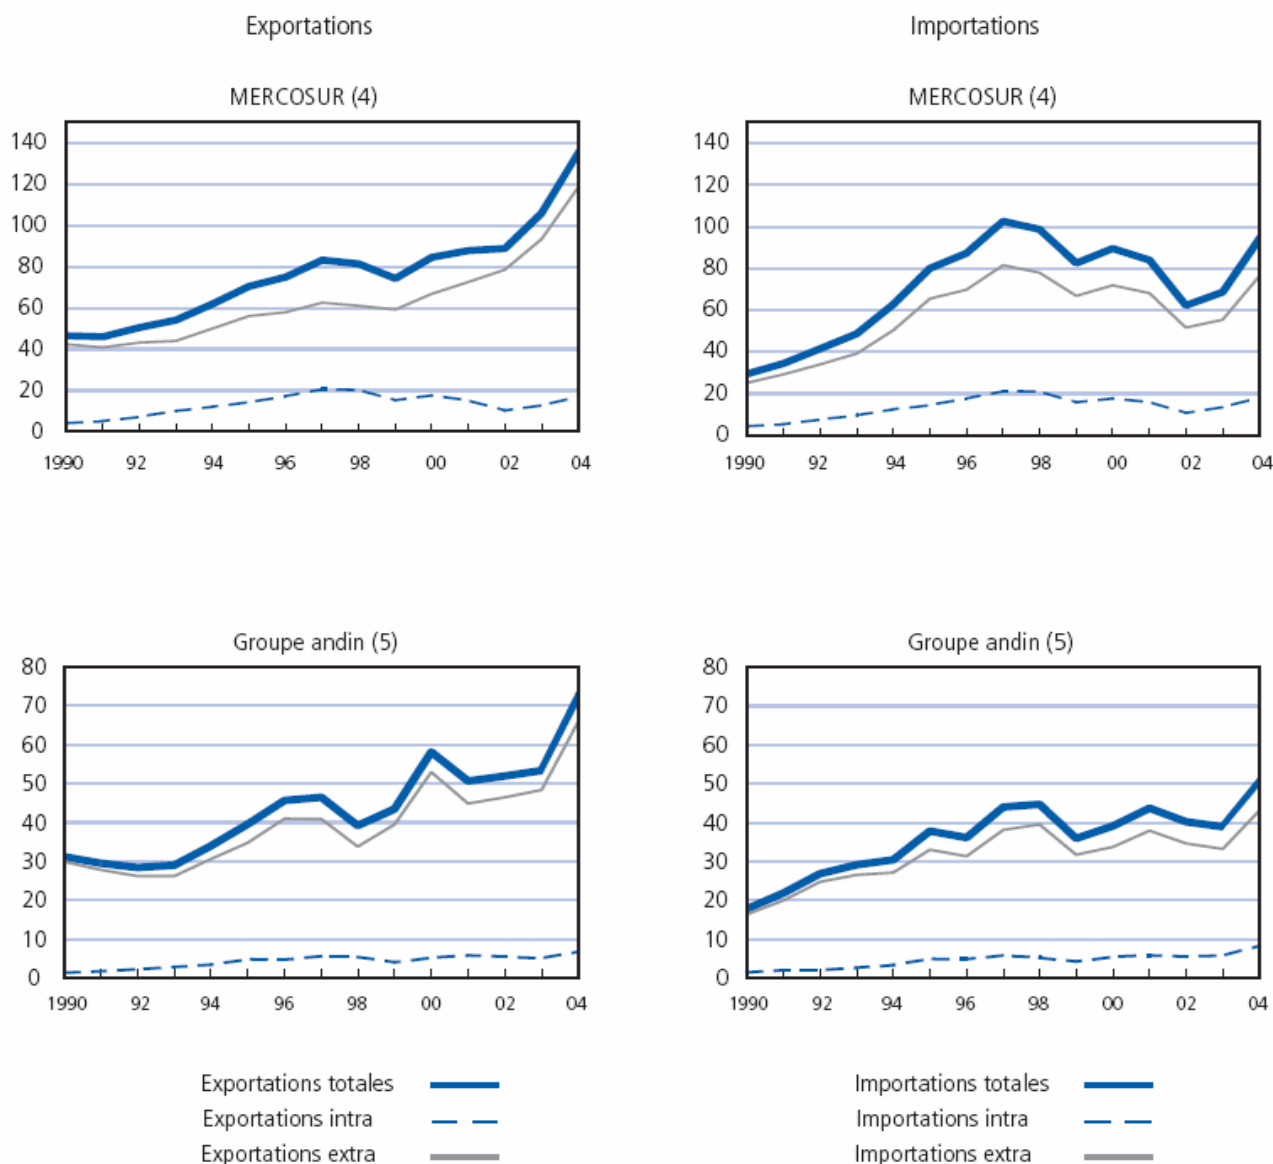 Exportations
Importations
MERCOSUR (4)
140
120
100
80
60
40
20
0
1990 92 94 96 98 00 02 04
MERCOSUR (4)
140
120
100
80
60
40
20
0
1990 92 94 96 98 00 02 04
Groupe andin (5)
80
70
60
50
40
30
20
10
0
1990 92 94 96 98 00 02 04
Groupe andin (5)
80
70
60
50
40
30
20
10
0
1990 92 94 96 98 00 02 04
Exportations totales
Exportations intra
Exportations extra
Importations totales
Importations intra
Importations extra